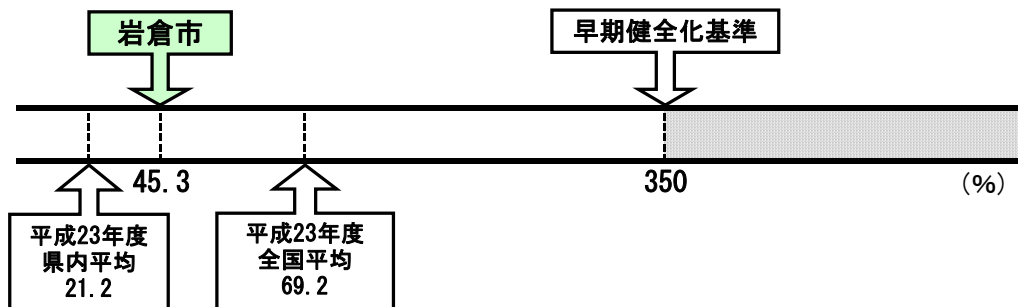 岩倉市
早期健全化基準
45.3
350
（%）
平成23年度
県内平均
21.2
平成23年度
全国平均
69.2